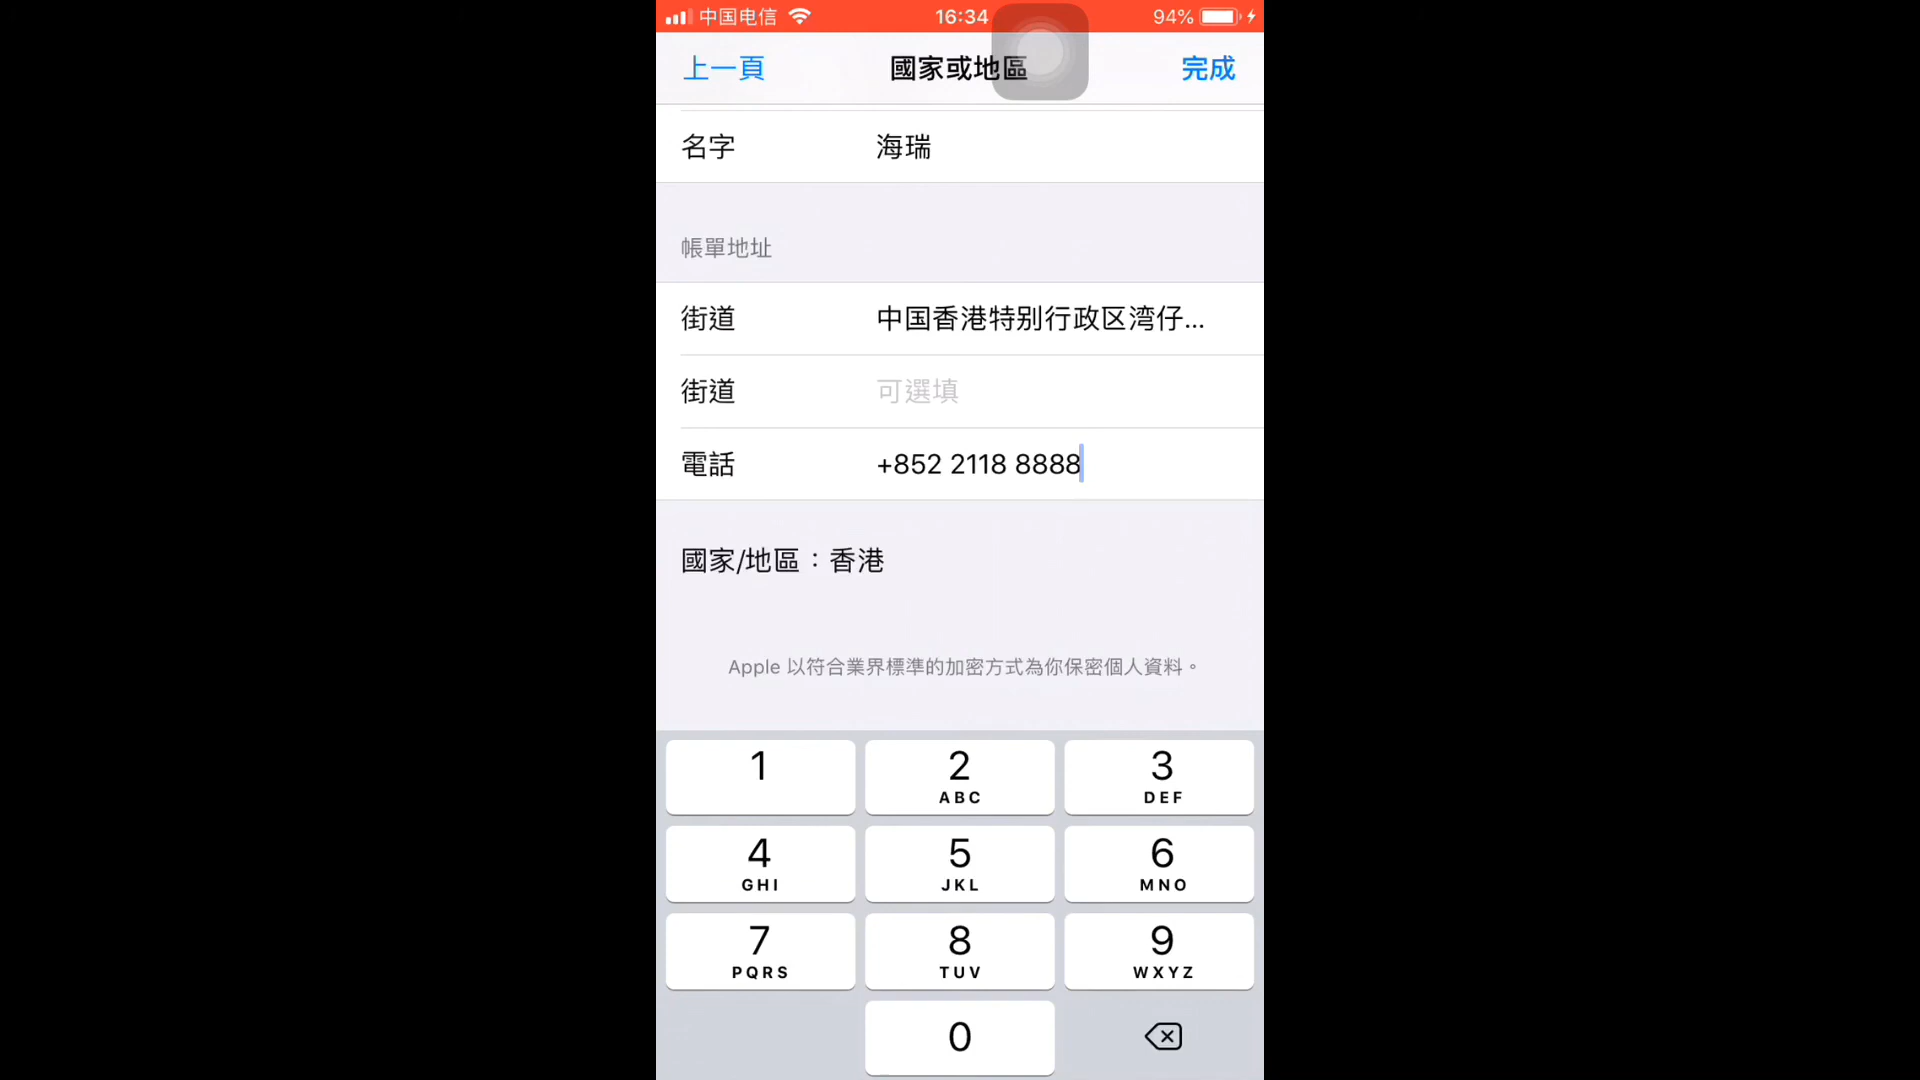 中国电信 16:34 94%
上一頁 國家或地區 完成
名字 海瑞
帳單地址
街道 中国香港特别行政区湾仔...
街道 可選填
電話 +852 2118 8888
國家/地區：香港
Apple 以符合業界標準的加密方式為你保密個人資料。
1 2 3
ABC DEF
4 5 6
GHI JKL MNO
7 8 9
PQRS TUV WXYZ
0